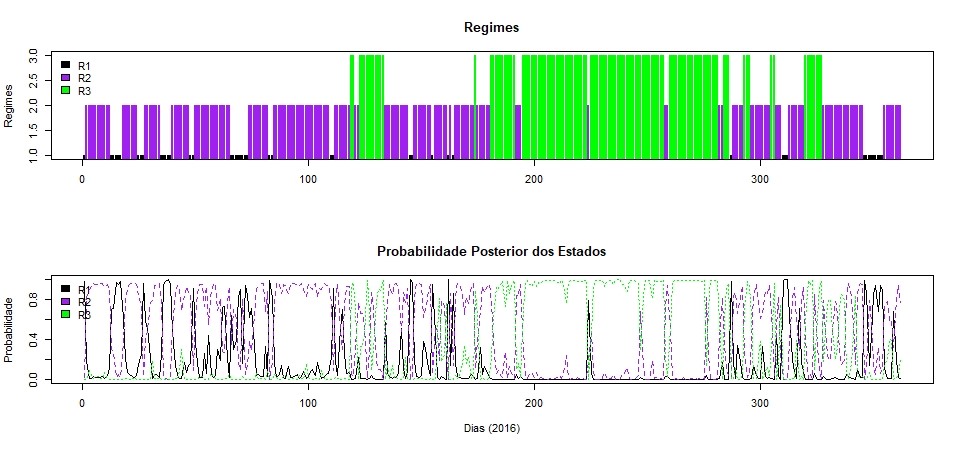 Regimes
Regimes
3.0
2.5
2.0
1.5
1.0
R1
R2
R3
0 100 200 300
Probabilidade Posterior dos Estados
Probabilidade
0.8
0.4
0.0
R1
R2
R3
0 100 200 300
Dias (2016)